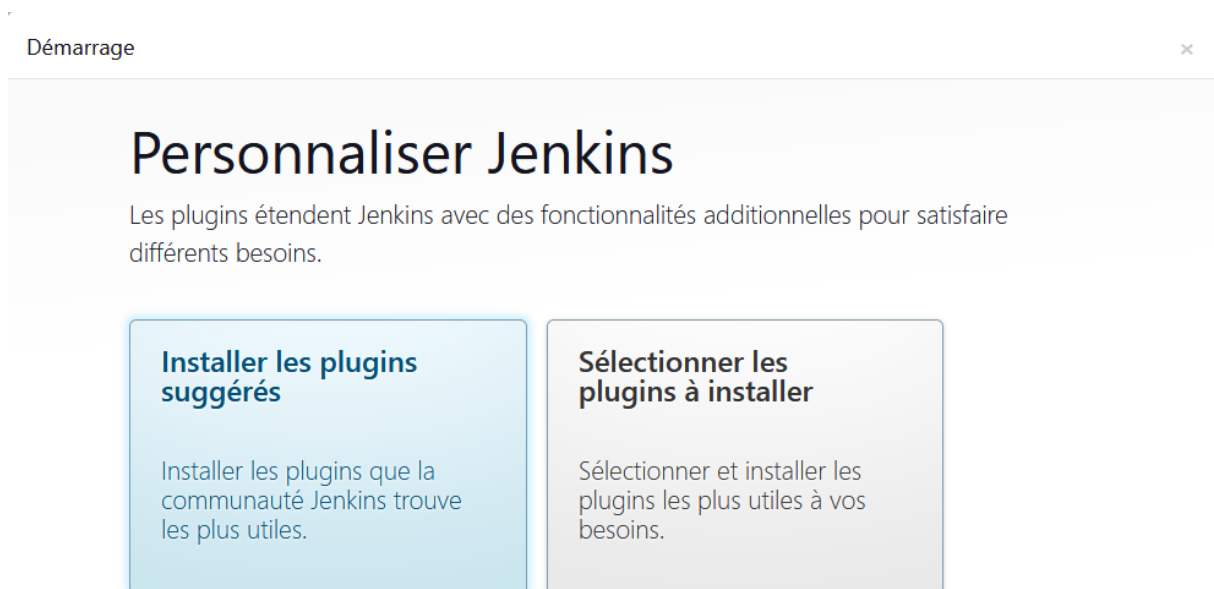 Démarrage
×
Personnaliser Jenkins
Les plugins étendent Jenkins avec des fonctionnalités additionnelles pour satisfaire
différents besoins.
Installer les plugins
suggérés
Installer les plugins que la
communauté Jenkins trouve
les plus utiles.
Sélectionner les
plugins à installer
Sélectionner et installer les
plugins les plus utiles à vos
besoins.